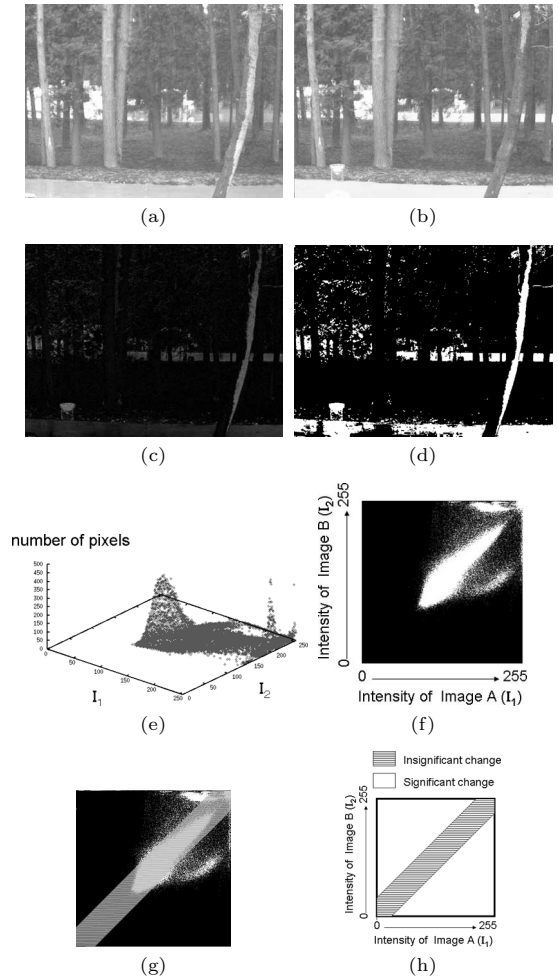 (a)
(b)
(c)
(d)
number of pixels
500
450
400
350
300
250
200
150
100
50
0
0
50
100
150
200
250
0
50
100
150
200
250
I1
I2
(e)
Intensity of Image B (I2)
255
0
0
255
Intensity of Image A (I1)
(f)
(g)
Insignificant change
Significant change
Intensity of Image B (I2)
255
0
0
255
Intensity of Image A (I1)
(h)